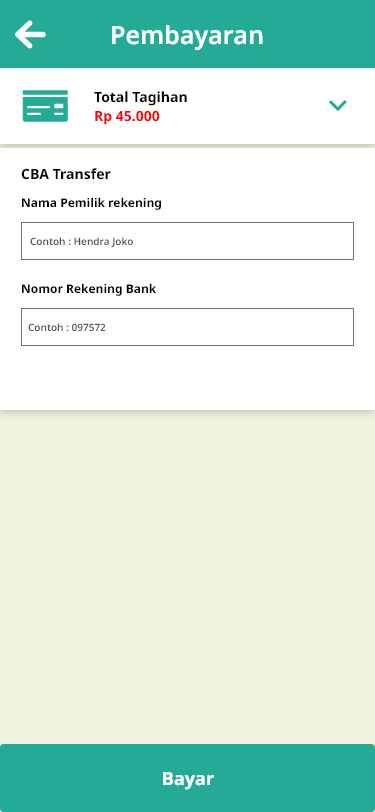 Pembayaran
Total Tagihan
Rp 45.000
CBA Transfer
Nama Pemilik rekening
Contoh : Hendra Joko
Nomor Rekening Bank
Contoh : 097572
Bayar